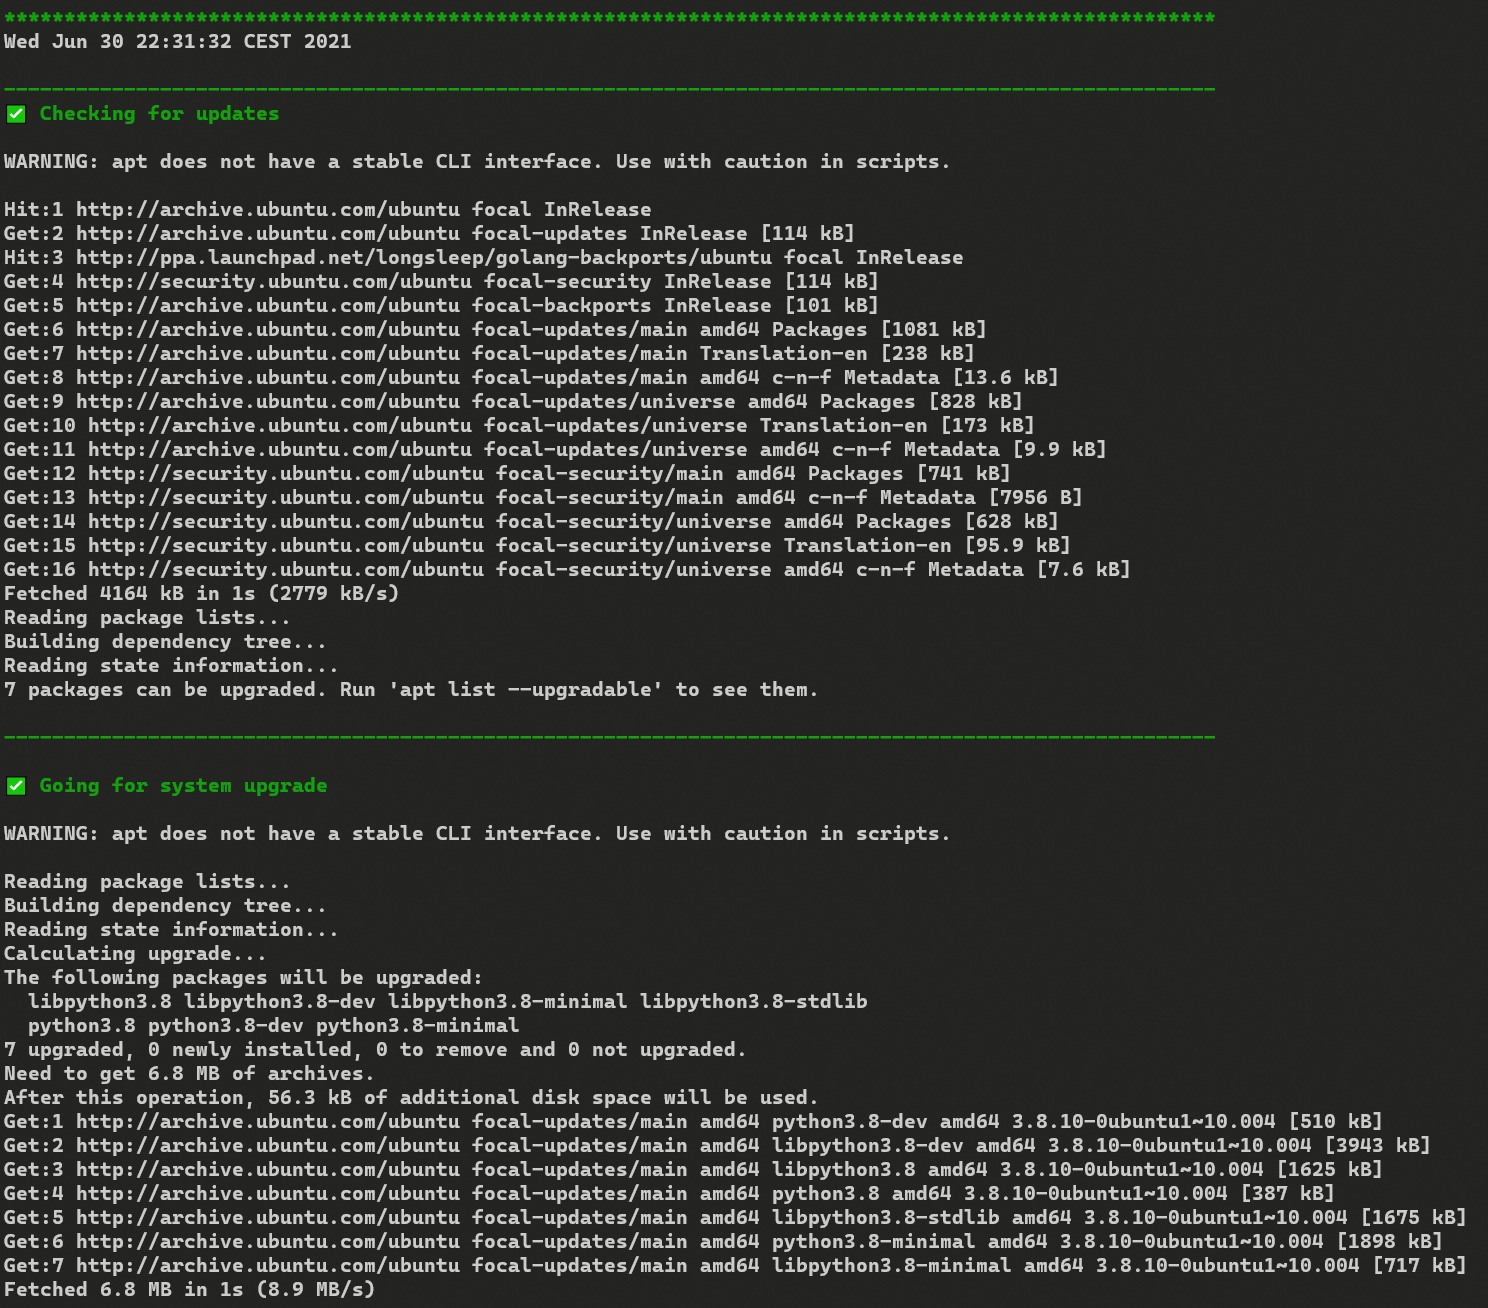 *****************************************************************************************************
Wed Jun 30 22:31:32 CEST 2021
-----------------------------------------------------------------------------------------------------
✅ Checking for updates
WARNING: apt does not have a stable CLI interface. Use with caution in scripts.
Hit:1 http://archive.ubuntu.com/ubuntu focal InRelease
Get:2 http://archive.ubuntu.com/ubuntu focal-updates InRelease [114 kB]
Hit:3 http://ppa.launchpad.net/longsleep/golang-backports/ubuntu focal InRelease
Get:4 http://security.ubuntu.com/ubuntu focal-security InRelease [114 kB]
Get:5 http://archive.ubuntu.com/ubuntu focal-backports InRelease [101 kB]
Get:6 http://archive.ubuntu.com/ubuntu focal-updates/main amd64 Packages [1081 kB]
Get:7 http://archive.ubuntu.com/ubuntu focal-updates/main Translation-en [238 kB]
Get:8 http://archive.ubuntu.com/ubuntu focal-updates/main amd64 c-n-f Metadata [13.6 kB]
Get:9 http://archive.ubuntu.com/ubuntu focal-updates/universe amd64 Packages [828 kB]
Get:10 http://archive.ubuntu.com/ubuntu focal-updates/universe Translation-en [173 kB]
Get:11 http://archive.ubuntu.com/ubuntu focal-updates/universe amd64 c-n-f Metadata [9.9 kB]
Get:12 http://security.ubuntu.com/ubuntu focal-security/main amd64 Packages [741 kB]
Get:13 http://security.ubuntu.com/ubuntu focal-security/main amd64 c-n-f Metadata [7956 B]
Get:14 http://security.ubuntu.com/ubuntu focal-security/universe amd64 Packages [628 kB]
Get:15 http://security.ubuntu.com/ubuntu focal-security/universe Translation-en [95.9 kB]
Get:16 http://security.ubuntu.com/ubuntu focal-security/universe amd64 c-n-f Metadata [7.6 kB]
Fetched 4164 kB in 1s (2779 kB/s)
Reading package lists...
Building dependency tree...
Reading state information...
7 packages can be upgraded. Run 'apt list --upgradable' to see them.
-----------------------------------------------------------------------------------------------------
✅ Going for system upgrade
WARNING: apt does not have a stable CLI interface. Use with caution in scripts.
Reading package lists...
Building dependency tree...
Reading state information...
Calculating upgrade...
The following packages will be upgraded:
  libpython3.8 libpython3.8-dev libpython3.8-minimal libpython3.8-stdlib
  python3.8 python3.8-dev python3.8-minimal
7 upgraded, 0 newly installed, 0 to remove and 0 not upgraded.
Need to get 6.8 MB of archives.
After this operation, 56.3 kB of additional disk space will be used.
Get:1 http://archive.ubuntu.com/ubuntu focal-updates/main amd64 python3.8-dev amd64 3.8.10-0ubuntu1~10.004 [510 kB]
Get:2 http://archive.ubuntu.com/ubuntu focal-updates/main amd64 libpython3.8-dev amd64 3.8.10-0ubuntu1~10.004 [3943 kB]
Get:3 http://archive.ubuntu.com/ubuntu focal-updates/main amd64 libpython3.8 amd64 3.8.10-0ubuntu1~10.004 [1625 kB]
Get:4 http://archive.ubuntu.com/ubuntu focal-updates/main amd64 python3.8 amd64 3.8.10-0ubuntu1~10.004 [387 kB]
Get:5 http://archive.ubuntu.com/ubuntu focal-updates/main amd64 libpython3.8-stdlib amd64 3.8.10-0ubuntu1~10.004 [1675 kB]
Get:6 http://archive.ubuntu.com/ubuntu focal-updates/main amd64 python3.8-minimal amd64 3.8.10-0ubuntu1~10.004 [1898 kB]
Get:7 http://archive.ubuntu.com/ubuntu focal-updates/main amd64 libpython3.8-minimal amd64 3.8.10-0ubuntu1~10.004 [717 kB]
Fetched 6.8 MB in 1s (8.9 MB/s)